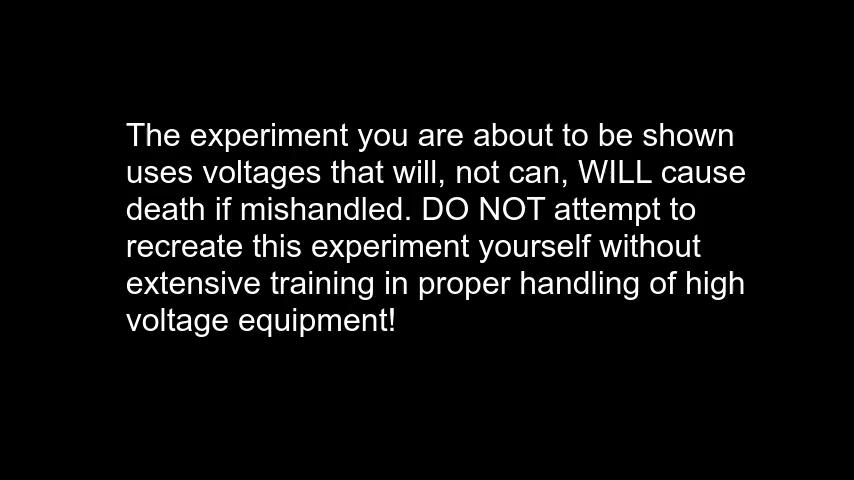 The experiment you are about to be shown
uses voltages that will, not can, WILL cause
death if mishandled. DO NOT attempt to
recreate this experiment yourself without
extensive training in proper handling of high
voltage equipment!